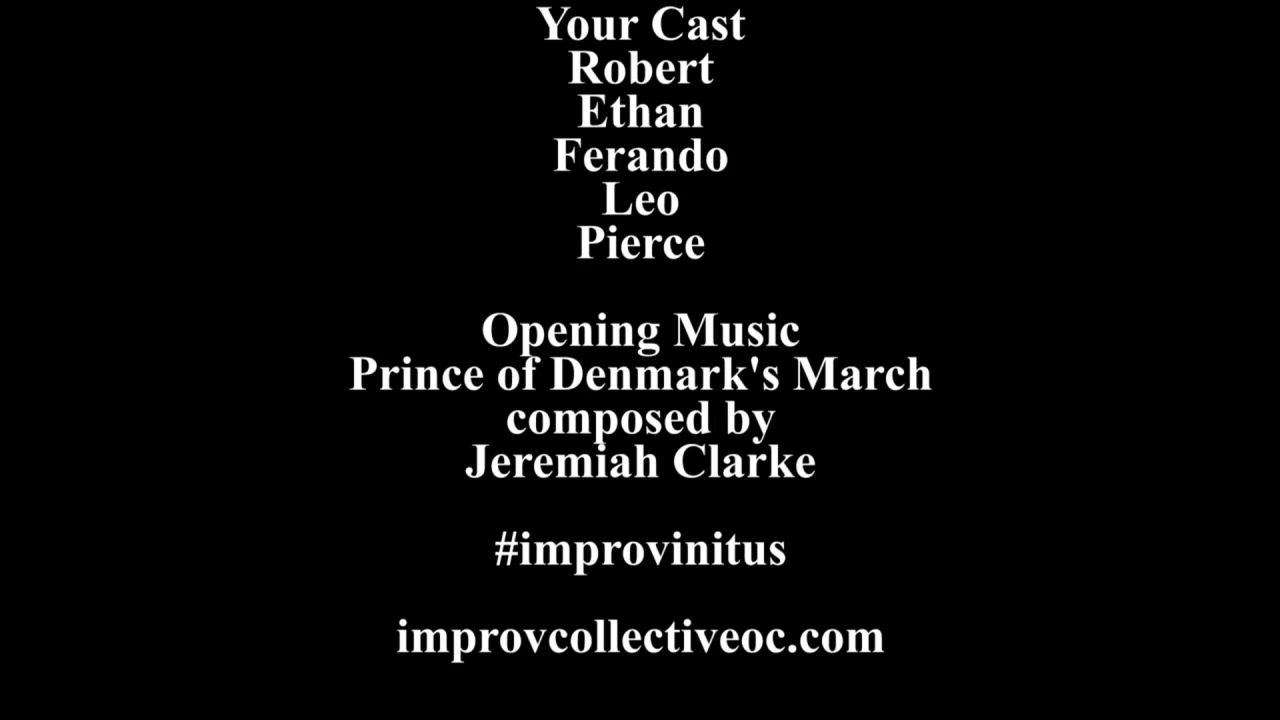 Your Cast
Robert
Ethan
Ferando
Leo
Pierce
Opening Music
Prince of Denmark's March
composed by
Jeremiah Clarke
#improvinitus
improvcollectiveoc.com